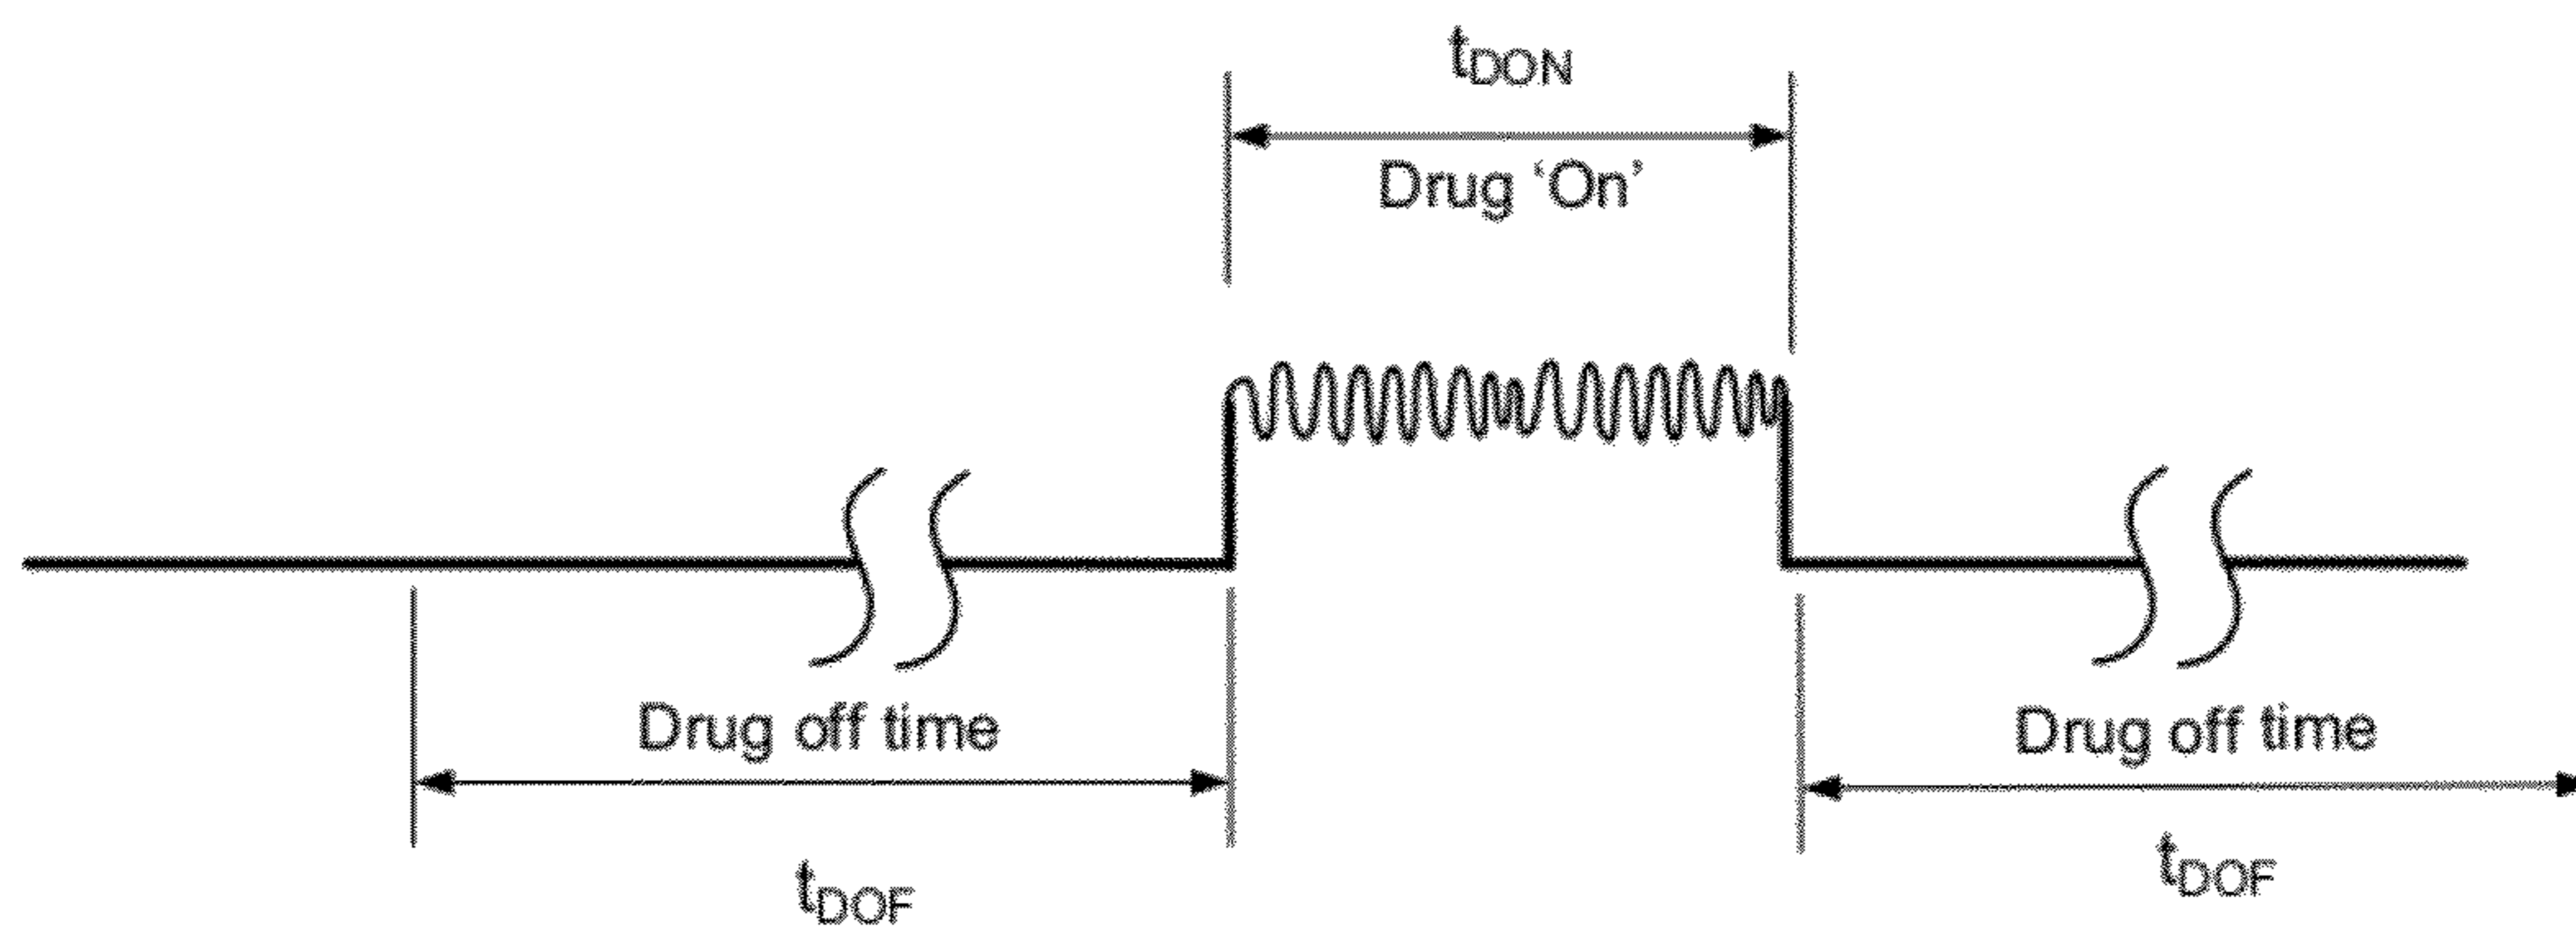 tDON
Drug ‘On’
Drug off time
Drug off time
tDOF
tDOF